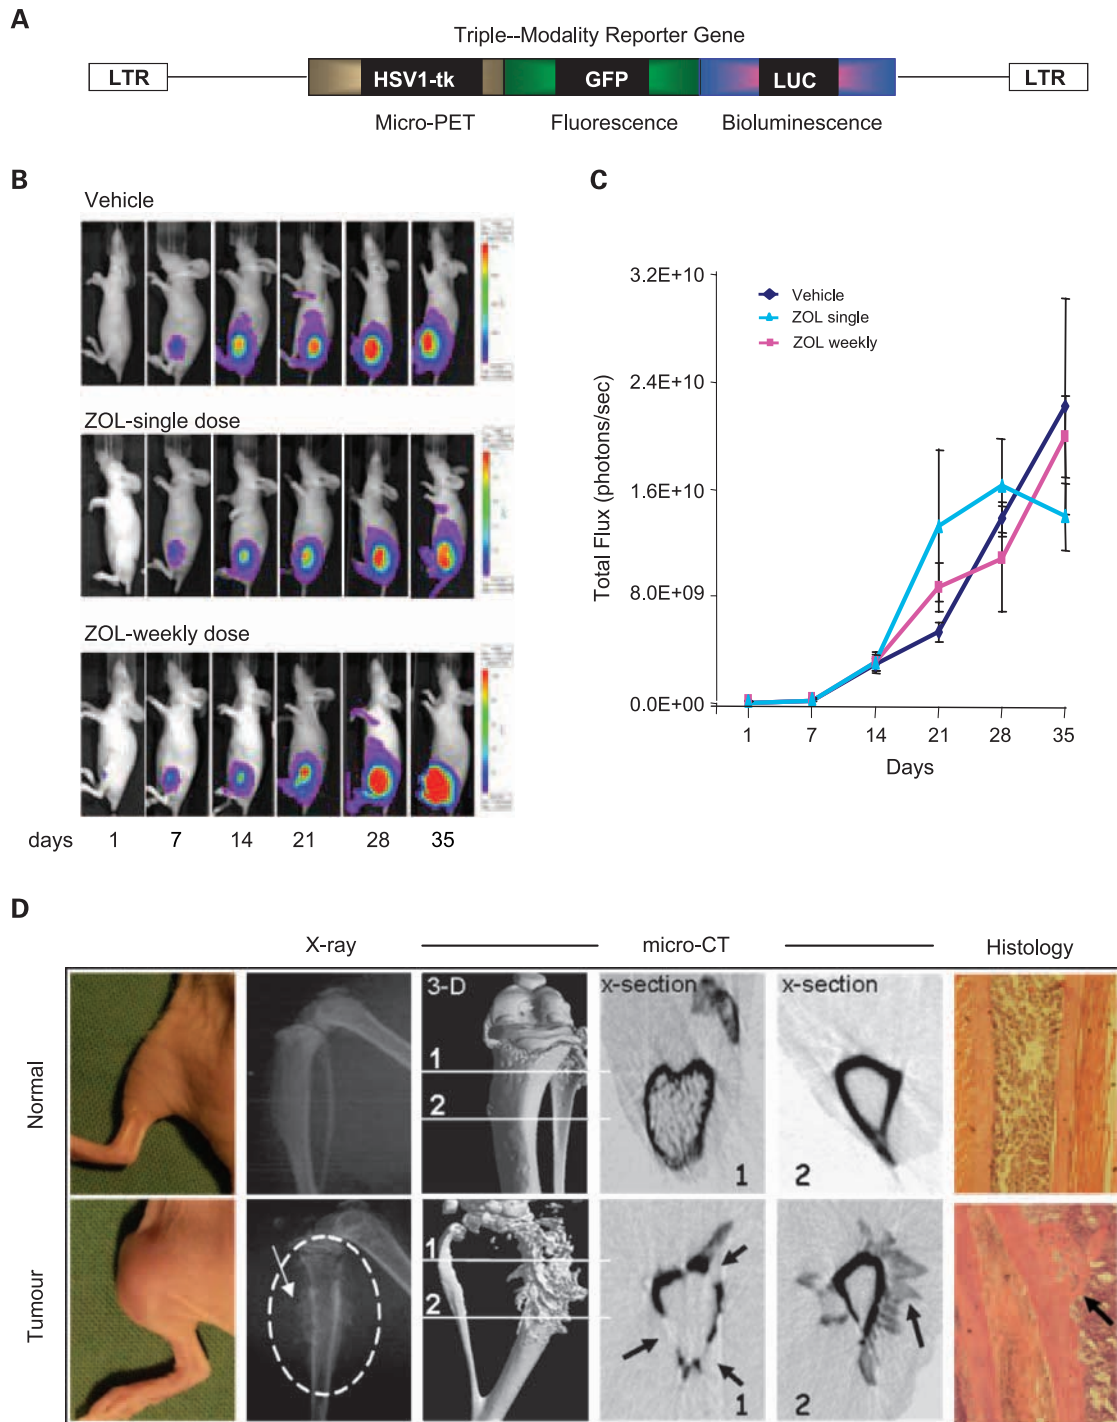 A
Triple--Modality Reporter Gene
LTR HSV1-tk GFP LUC LTR
Micro-PET Fluorescence Bioluminescence
B
Vehicle
ZOL-single dose
ZOL-weekly dose
days 1 7 14 21 28 35
C
3.2E+10
2.4E+10
1.6E+10
8.0E+09
0.0E+00
Total Flux (photons/sec)
Vehicle
ZOL single
ZOL weekly
1 7 14 21 28 35
Days
D
X-ray micro-CT Histology
Normal
3-D x-section x-section
1
2
1 2
Tumour
1
2
1 2